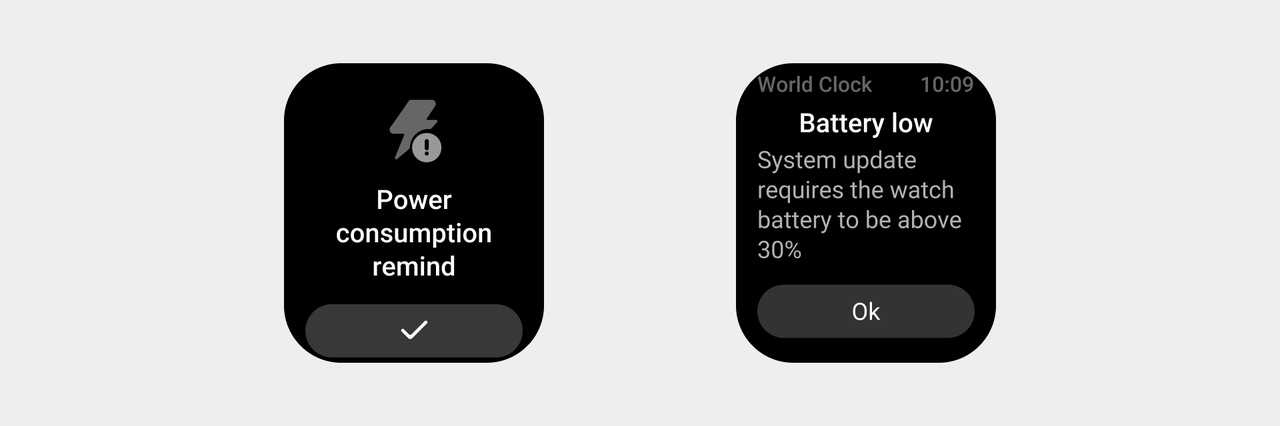 Power
consumption
remind
World Clock 10:09
Battery low
System update
requires the watch
battery to be above
30%
Ok